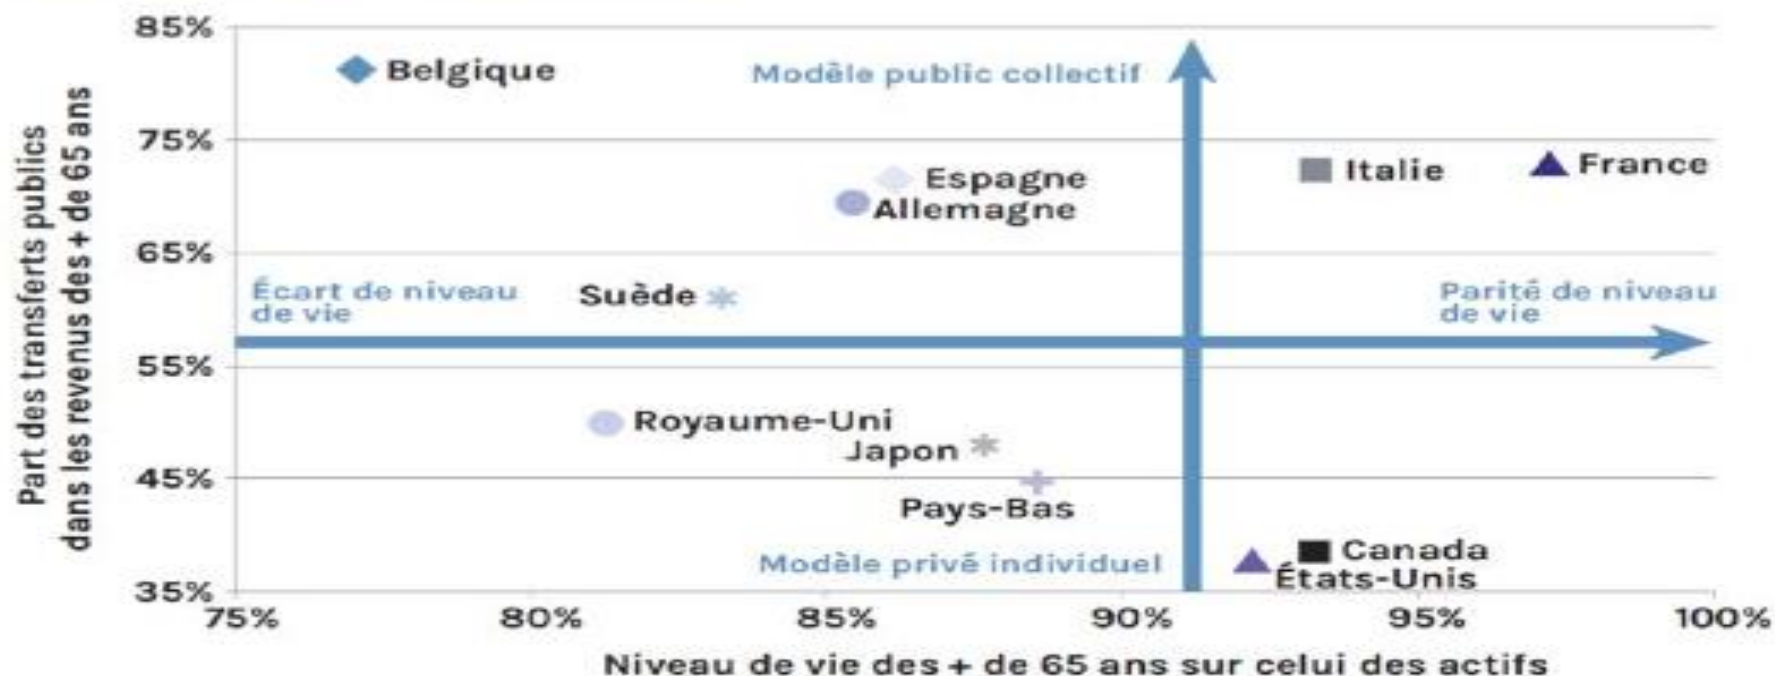 Part des transferts publics
dans les revenus des + de 65 ans
85%
Belgique
Modèle public collectif
75%
Italie
France
Espagne
Allemagne
65%
Écart de niveau
de vie
Suède
Parité de niveau
de vie
55%
Royaume-Uni
Japon
45%
Pays-Bas
Modèle privé individuel
Canada
États-Unis
35%
75%
80%
85%
90%
95%
100%
Niveau de vie des + de 65 ans sur celui des actifs